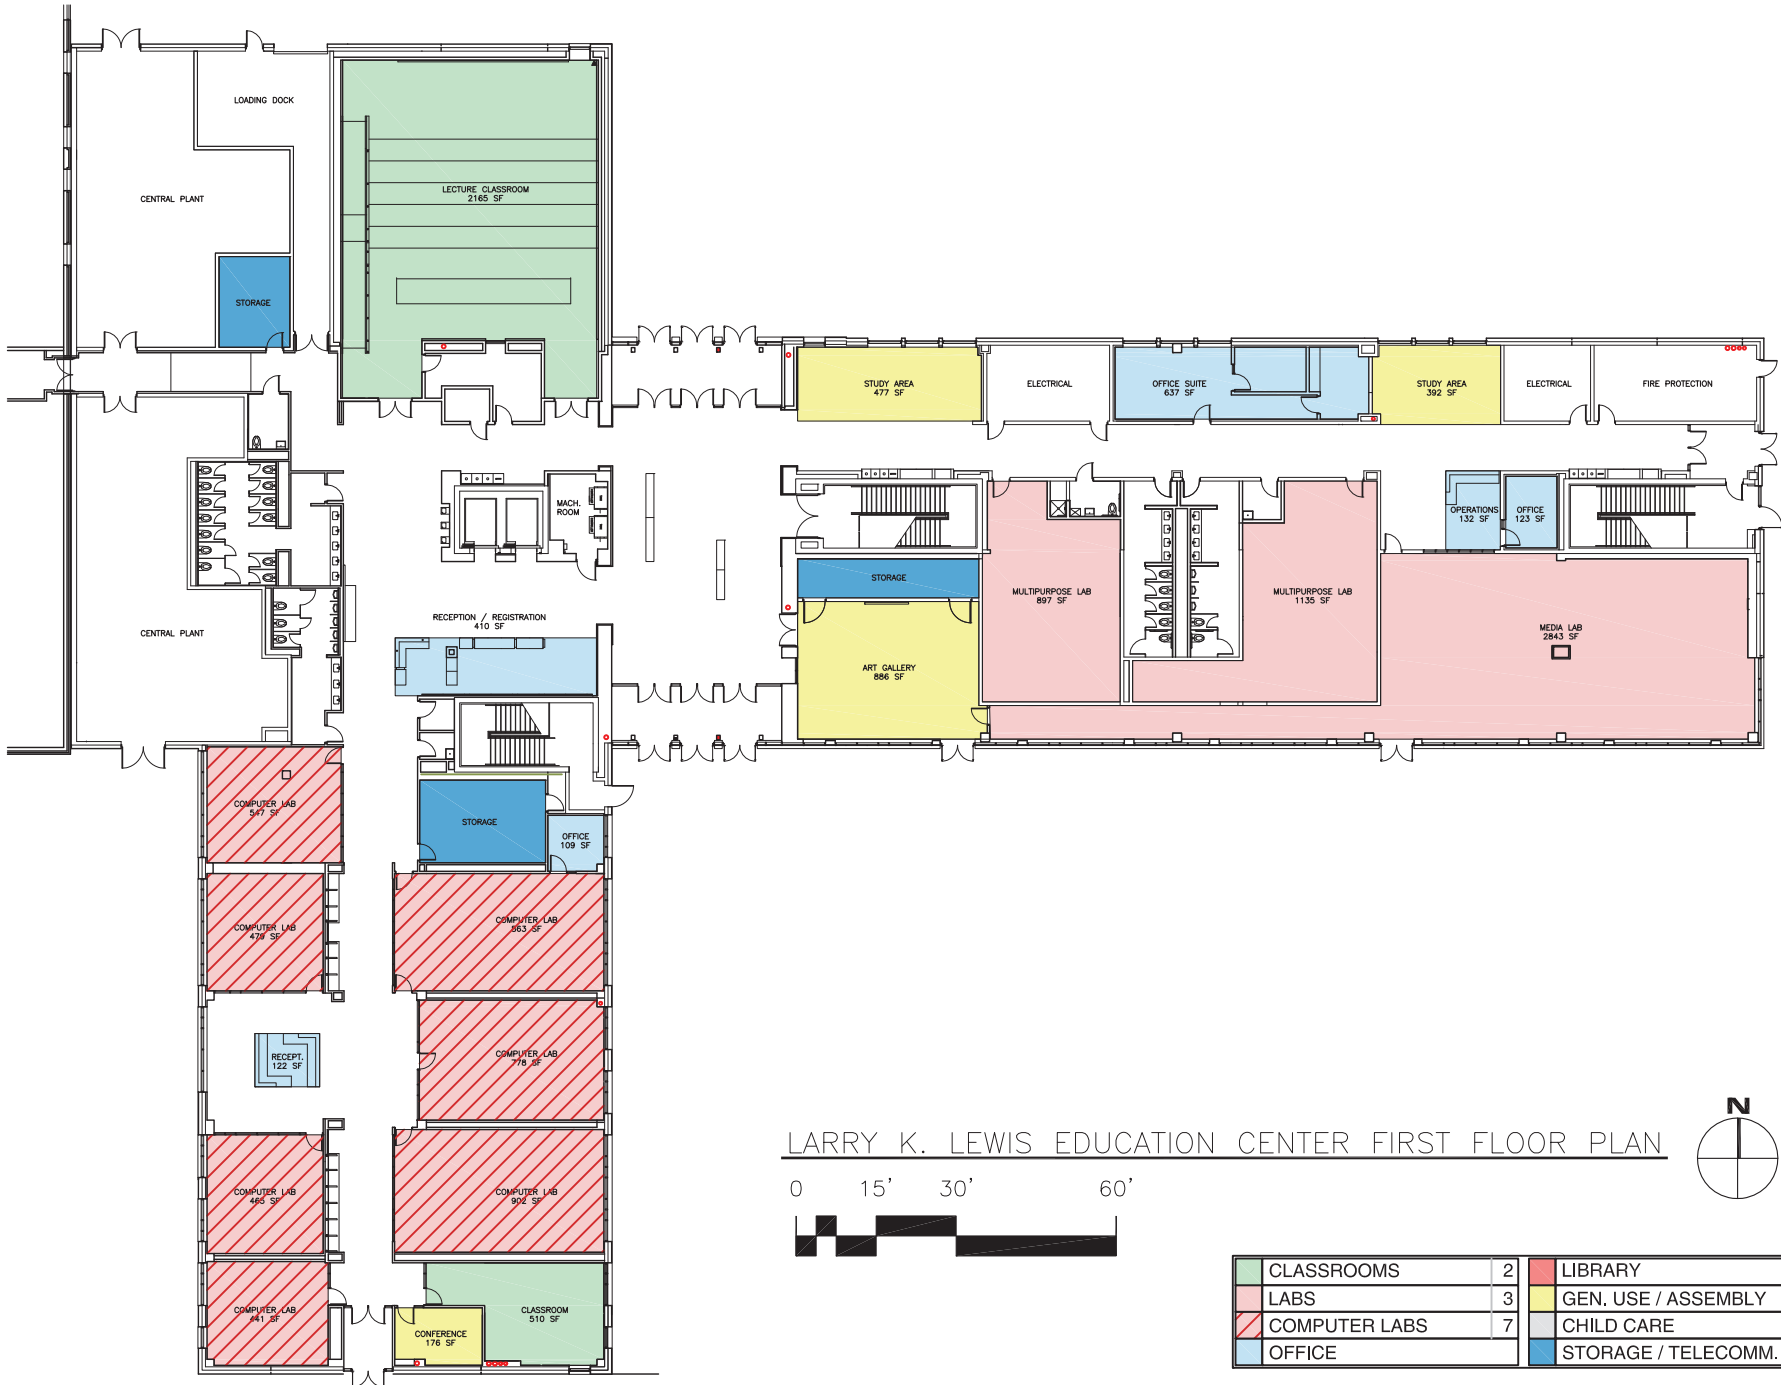 LOADING DOCK
LECTURE CLASSROOM
2165 SF
CENTRAL PLANT
STORAGE
STUDY AREA
477 SF
ELECTRICAL
OFFICE SUITE
637 SF
STUDY AREA
392 SF
ELECTRICAL
FIRE PROTECTION
MACH.
ROOM
OPERATIONS
132 SF
OFFICE
123 SF
STORAGE
MULTIPURPOSE LAB
897 SF
MULTIPURPOSE LAB
1135 SF
RECEPTION / REGISTRATION
410 SF
CENTRAL PLANT
MEDIA LAB
2843 SF
ART GALLERY
886 SF
COMPUTER LAB
547 SF
STORAGE
OFFICE
109 SF
COMPUTER LAB
479 SF
COMPUTER LAB
563 SF
RECEPT.
122 SF
COMPUTER LAB
778 SF
COMPUTER LAB
465 SF
COMPUTER LAB
902 SF
COMPUTER LAB
441 SF
CLASSROOM
510 SF
CONFERENCE
176 SF
N
LARRY K. LEWIS EDUCATION CENTER FIRST FLOOR PLAN
0 15' 30' 60'
CLASSROOMS 2
LABS 3
COMPUTER LABS 7
OFFICE
LIBRARY
GEN. USE / ASSEMBLY
CHILD CARE
STORAGE / TELECOMM.